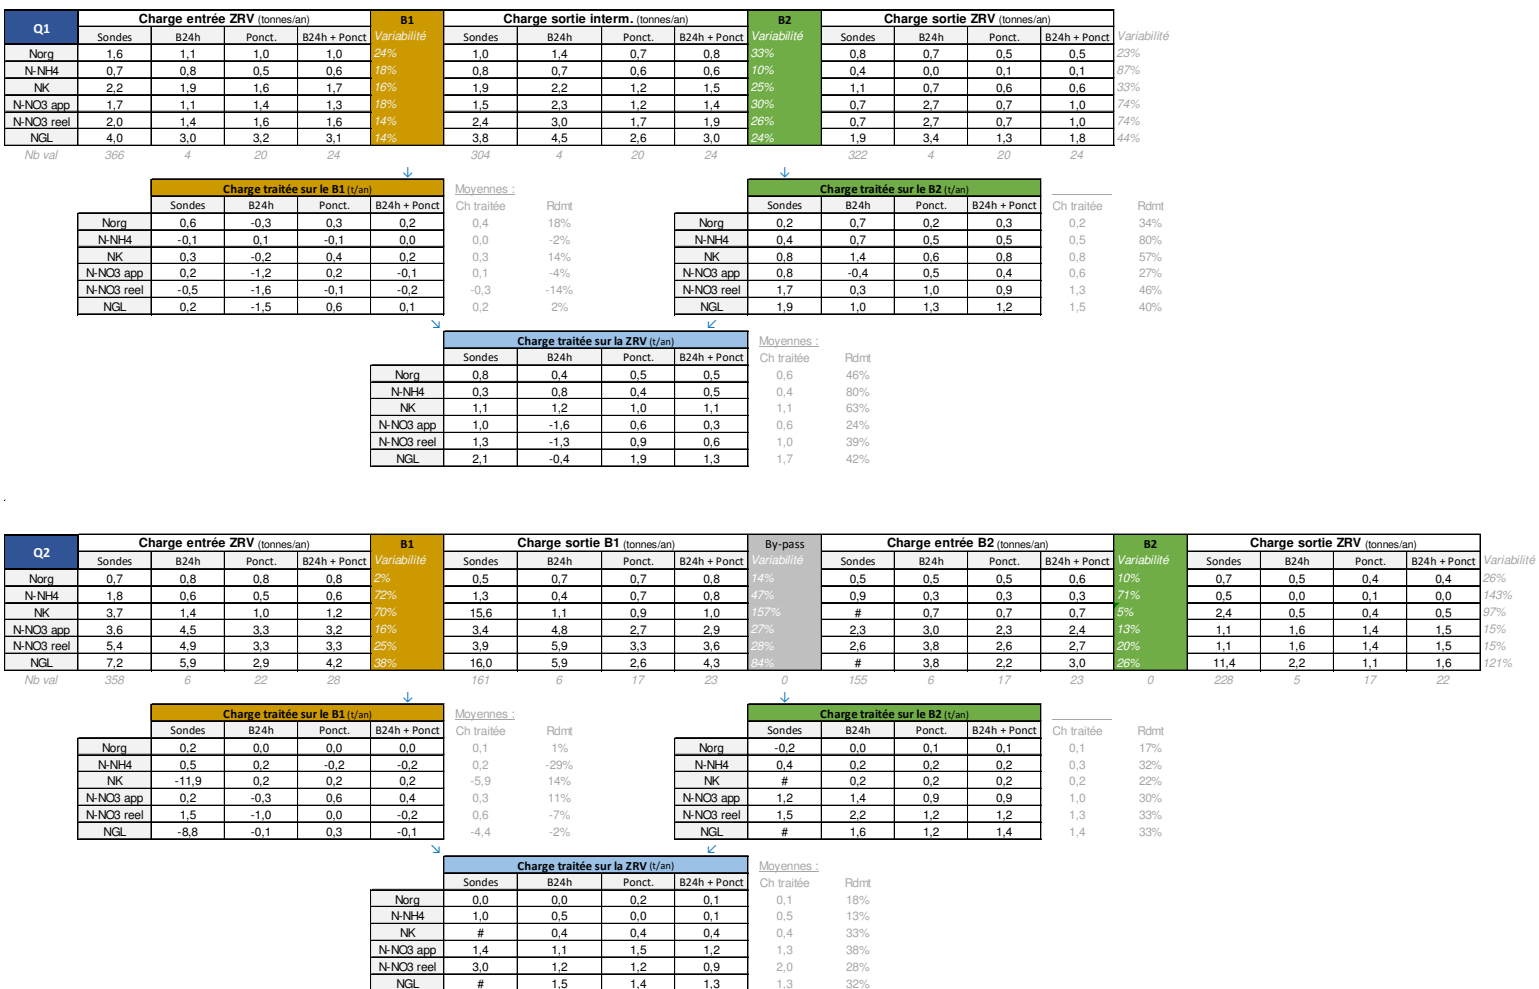 Q1 Charge entrée ZRV (tonnes/an) B1 Charge sortie interm. (tonnes/an) B2 Charge sortie ZRV (tonnes/an)
Sondes B24h Ponct. B24h + Ponct Variabilité Sondes B24h Ponct. B24h + Ponct Variabilité Sondes B24h Ponct. B24h + Ponct Variabilité
Norg 1,6 1,1 1,0 1,0 24% 1,0 1,4 0,7 0,8 33% 0,8 0,7 0,5 0,5 23%
N-NH4 0,7 0,8 0,5 0,6 18% 0,8 0,7 0,6 0,6 10% 0,4 0,0 0,1 0,1 87%
NK 2,2 1,9 1,6 1,7 16% 1,9 2,2 1,2 1,5 25% 1,1 0,7 0,6 0,6 33%
N-NO3 app 1,7 1,1 1,4 1,3 18% 1,5 2,3 1,2 1,4 30% 0,7 2,7 0,7 1,0 74%
N-NO3 reel 2,0 1,4 1,6 1,6 14% 2,4 3,0 1,7 1,9 26% 0,7 2,7 0,7 1,0 74%
NGL 4,0 3,0 3,2 3,1 14% 3,8 4,5 2,6 3,0 24% 1,9 3,4 1,3 1,8 44%
Nb val 366 4 20 24 304 4 20 24 322 4 20 24
↓ ↓
Charge traitée sur le B1 (t/an) Moyennes : Charge traitée sur le B2 (t/an)
Sondes B24h Ponct. B24h + Ponct Ch traitée Rdmt Sondes B24h Ponct. B24h + Ponct Ch traitée Rdmt
Norg 0,6 -0,3 0,3 0,2 0,4 18% Norg 0,2 0,7 0,2 0,3 0,2 34%
N-NH4 -0,1 0,1 -0,1 0,0 0,0 -2% N-NH4 0,4 0,7 0,5 0,5 0,5 80%
NK 0,3 -0,2 0,4 0,2 0,3 14% NK 0,8 1,4 0,6 0,8 0,8 57%
N-NO3 app 0,2 -1,2 0,2 -0,1 0,1 -4% N-NO3 app 0,8 -0,4 0,5 0,4 0,6 27%
N-NO3 reel -0,5 -1,6 -0,1 -0,2 -0,3 -14% N-NO3 reel 1,7 0,3 1,0 0,9 1,3 46%
NGL 0,2 -1,5 0,6 0,1 0,2 2% NGL 1,9 1,0 1,3 1,2 1,5 40%
↘ ↙
Charge traitée sur la ZRV (t/an) Moyennes :
Sondes B24h Ponct. B24h + Ponct Ch traitée Rdmt
Norg 0,8 0,4 0,5 0,5 0,6 46%
N-NH4 0,3 0,8 0,4 0,5 0,4 80%
NK 1,1 1,2 1,0 1,1 1,1 63%
N-NO3 app 1,0 -1,6 0,6 0,3 0,6 24%
N-NO3 reel 1,3 -1,3 0,9 0,6 1,0 39%
NGL 2,1 -0,4 1,9 1,3 1,7 42%
Q2 Charge entrée ZRV (tonnes/an) B1 Charge sortie B1 (tonnes/an) By-pass Charge entrée B2 (tonnes/an) B2 Charge sortie ZRV (tonnes/an)
Sondes B24h Ponct. B24h + Ponct Variabilité Sondes B24h Ponct. B24h + Ponct Variabilité Sondes B24h Ponct. B24h + Ponct Variabilité Sondes B24h Ponct. B24h + Ponct Variabilité
Norg 0,7 0,8 0,8 0,8 2% 0,5 0,7 0,7 0,8 14% 0,5 0,5 0,5 0,6 10% 0,7 0,5 0,4 0,4 26%
N-NH4 1,8 0,6 0,5 0,6 72% 1,3 0,4 0,7 0,8 47% 0,9 0,3 0,3 0,3 71% 0,5 0,0 0,1 0,0 143%
NK 3,7 1,4 1,0 1,2 70% 15,6 1,1 0,9 1,0 157% # 0,7 0,7 0,7 5% 2,4 0,5 0,4 0,5 97%
N-NO3 app 3,6 4,5 3,3 3,2 16% 3,4 4,8 2,7 2,9 27% 2,3 3,0 2,3 2,4 13% 1,1 1,6 1,4 1,5 15%
N-NO3 reel 5,4 4,9 3,3 3,3 25% 3,9 5,9 3,3 3,6 28% 2,6 3,8 2,6 2,7 20% 1,1 1,6 1,4 1,5 15%
NGL 7,2 5,9 2,9 4,2 38% 16,0 5,9 2,6 4,3 84% # 3,8 2,2 3,0 26% 11,4 2,2 1,1 1,6 121%
Nb val 358 6 22 28 161 6 17 23 0 155 6 17 23 0 228 5 17 22
↓ ↓
Charge traitée sur le B1 (t/an) Moyennes : Charge traitée sur le B2 (t/an)
Sondes B24h Ponct. B24h + Ponct Ch traitée Rdmt Sondes B24h Ponct. B24h + Ponct Ch traitée Rdmt
Norg 0,2 0,0 0,0 0,0 0,1 1% Norg -0,2 0,0 0,1 0,1 0,1 17%
N-NH4 0,5 0,2 -0,2 -0,2 0,2 -29% N-NH4 0,4 0,2 0,2 0,2 0,3 32%
NK -11,9 0,2 0,2 0,2 -5,9 14% NK # 0,2 0,2 0,2 0,2 22%
N-NO3 app 0,2 -0,3 0,6 0,4 0,3 11% N-NO3 app 1,2 1,4 0,9 0,9 1,0 30%
N-NO3 reel 1,5 -1,0 0,0 -0,2 0,6 -7% N-NO3 reel 1,5 2,2 1,2 1,2 1,3 33%
NGL -8,8 -0,1 0,3 -0,1 -4,4 -2% NGL # 1,6 1,2 1,4 1,4 33%
↘ ↙
Charge traitée sur la ZRV (t/an) Moyennes :
Sondes B24h Ponct. B24h + Ponct Ch traitée Rdmt
Norg 0,0 0,0 0,2 0,1 0,1 18%
N-NH4 1,0 0,5 0,0 0,1 0,5 13%
NK # 0,4 0,4 0,4 0,4 33%
N-NO3 app 1,4 1,1 1,5 1,2 1,3 38%
N-NO3 reel 3,0 1,2 1,2 0,9 2,0 28%
NGL # 1,5 1,4 1,3 1,3 32%